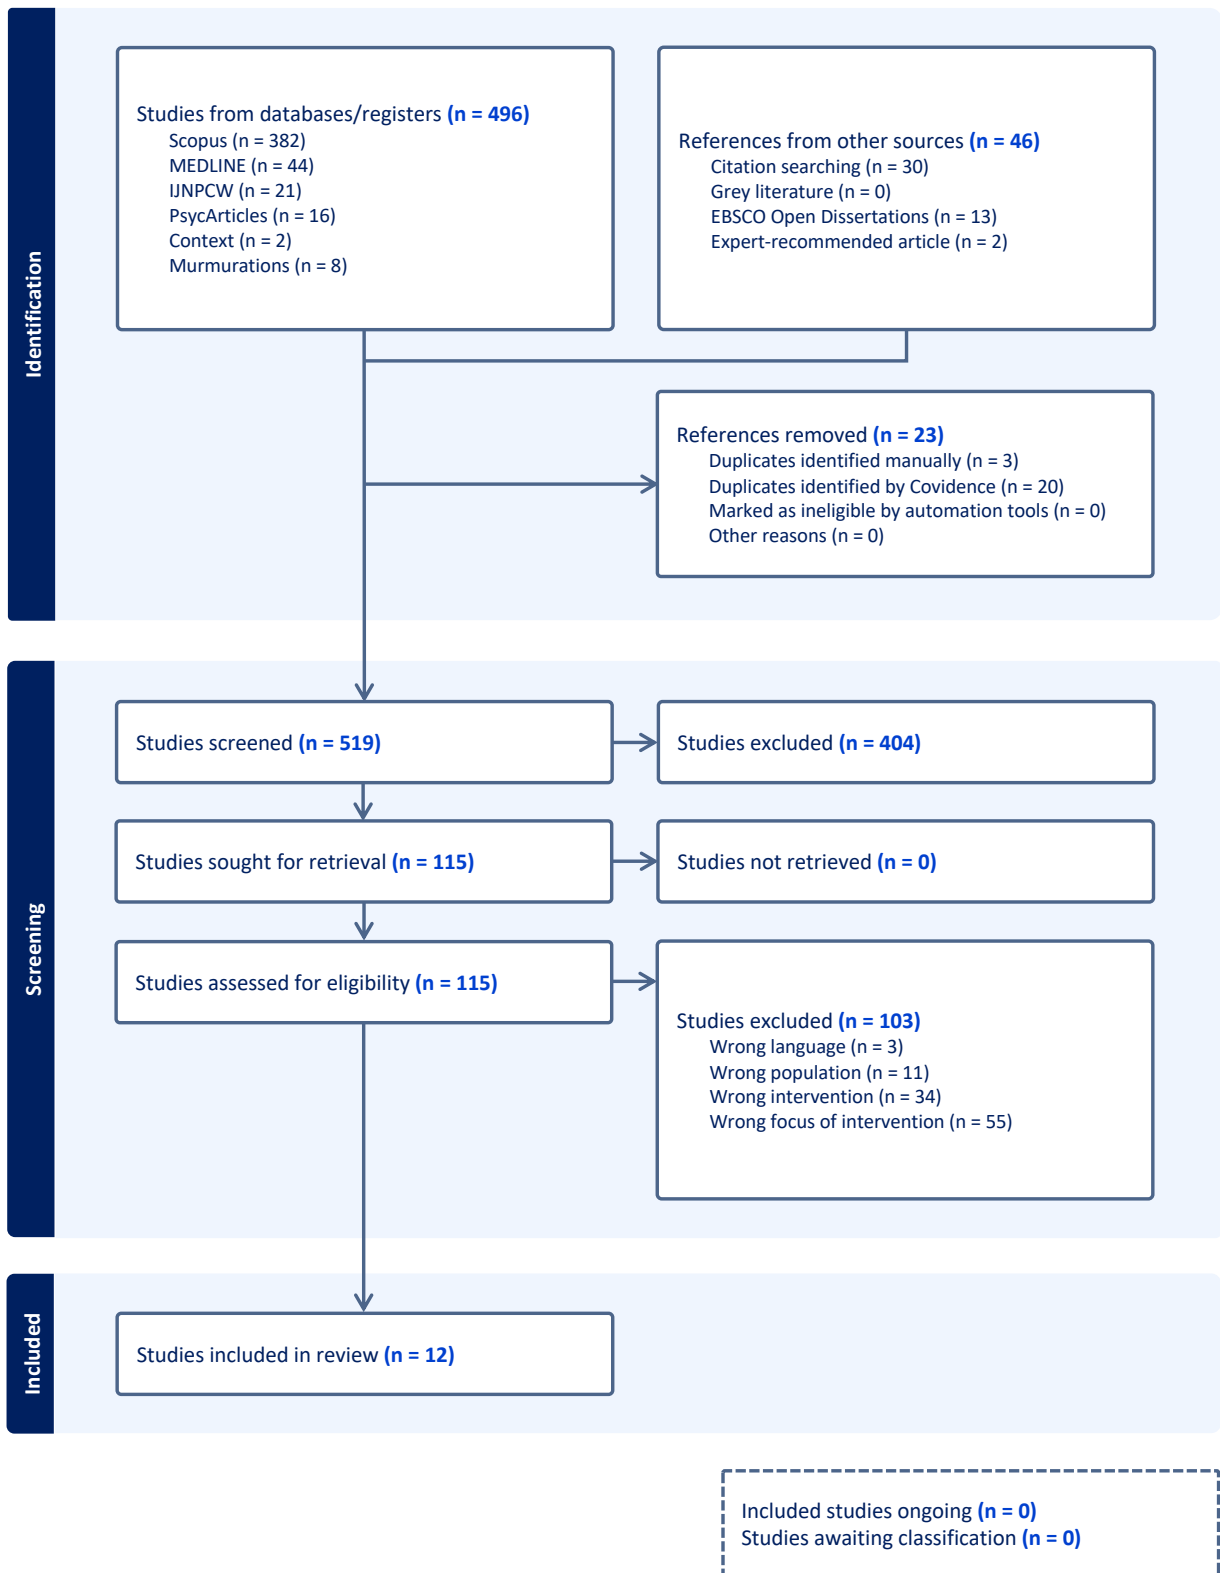 Identification
Studies from databases/registers (n = 496)
Scopus (n = 382)
MEDLINE (n = 44)
IJNPCW (n = 21)
PsycArticles (n = 16)
Context (n = 2)
Murmurations (n = 8)
References from other sources (n = 46)
Citation searching (n = 30)
Grey literature (n = 0)
EBSCO Open Dissertations (n = 13)
Expert-recommended article (n = 2)
References removed (n = 23)
Duplicates identified manually (n = 3)
Duplicates identified by Covidence (n = 20)
Marked as ineligible by automation tools (n = 0)
Other reasons (n = 0)
Screening
Studies screened (n = 519)
Studies excluded (n = 404)
Studies sought for retrieval (n = 115)
Studies not retrieved (n = 0)
Studies assessed for eligibility (n = 115)
Studies excluded (n = 103)
Wrong language (n = 3)
Wrong population (n = 11)
Wrong intervention (n = 34)
Wrong focus of intervention (n = 55)
Included
Studies included in review (n = 12)
Included studies ongoing (n = 0)
Studies awaiting classification (n = 0)